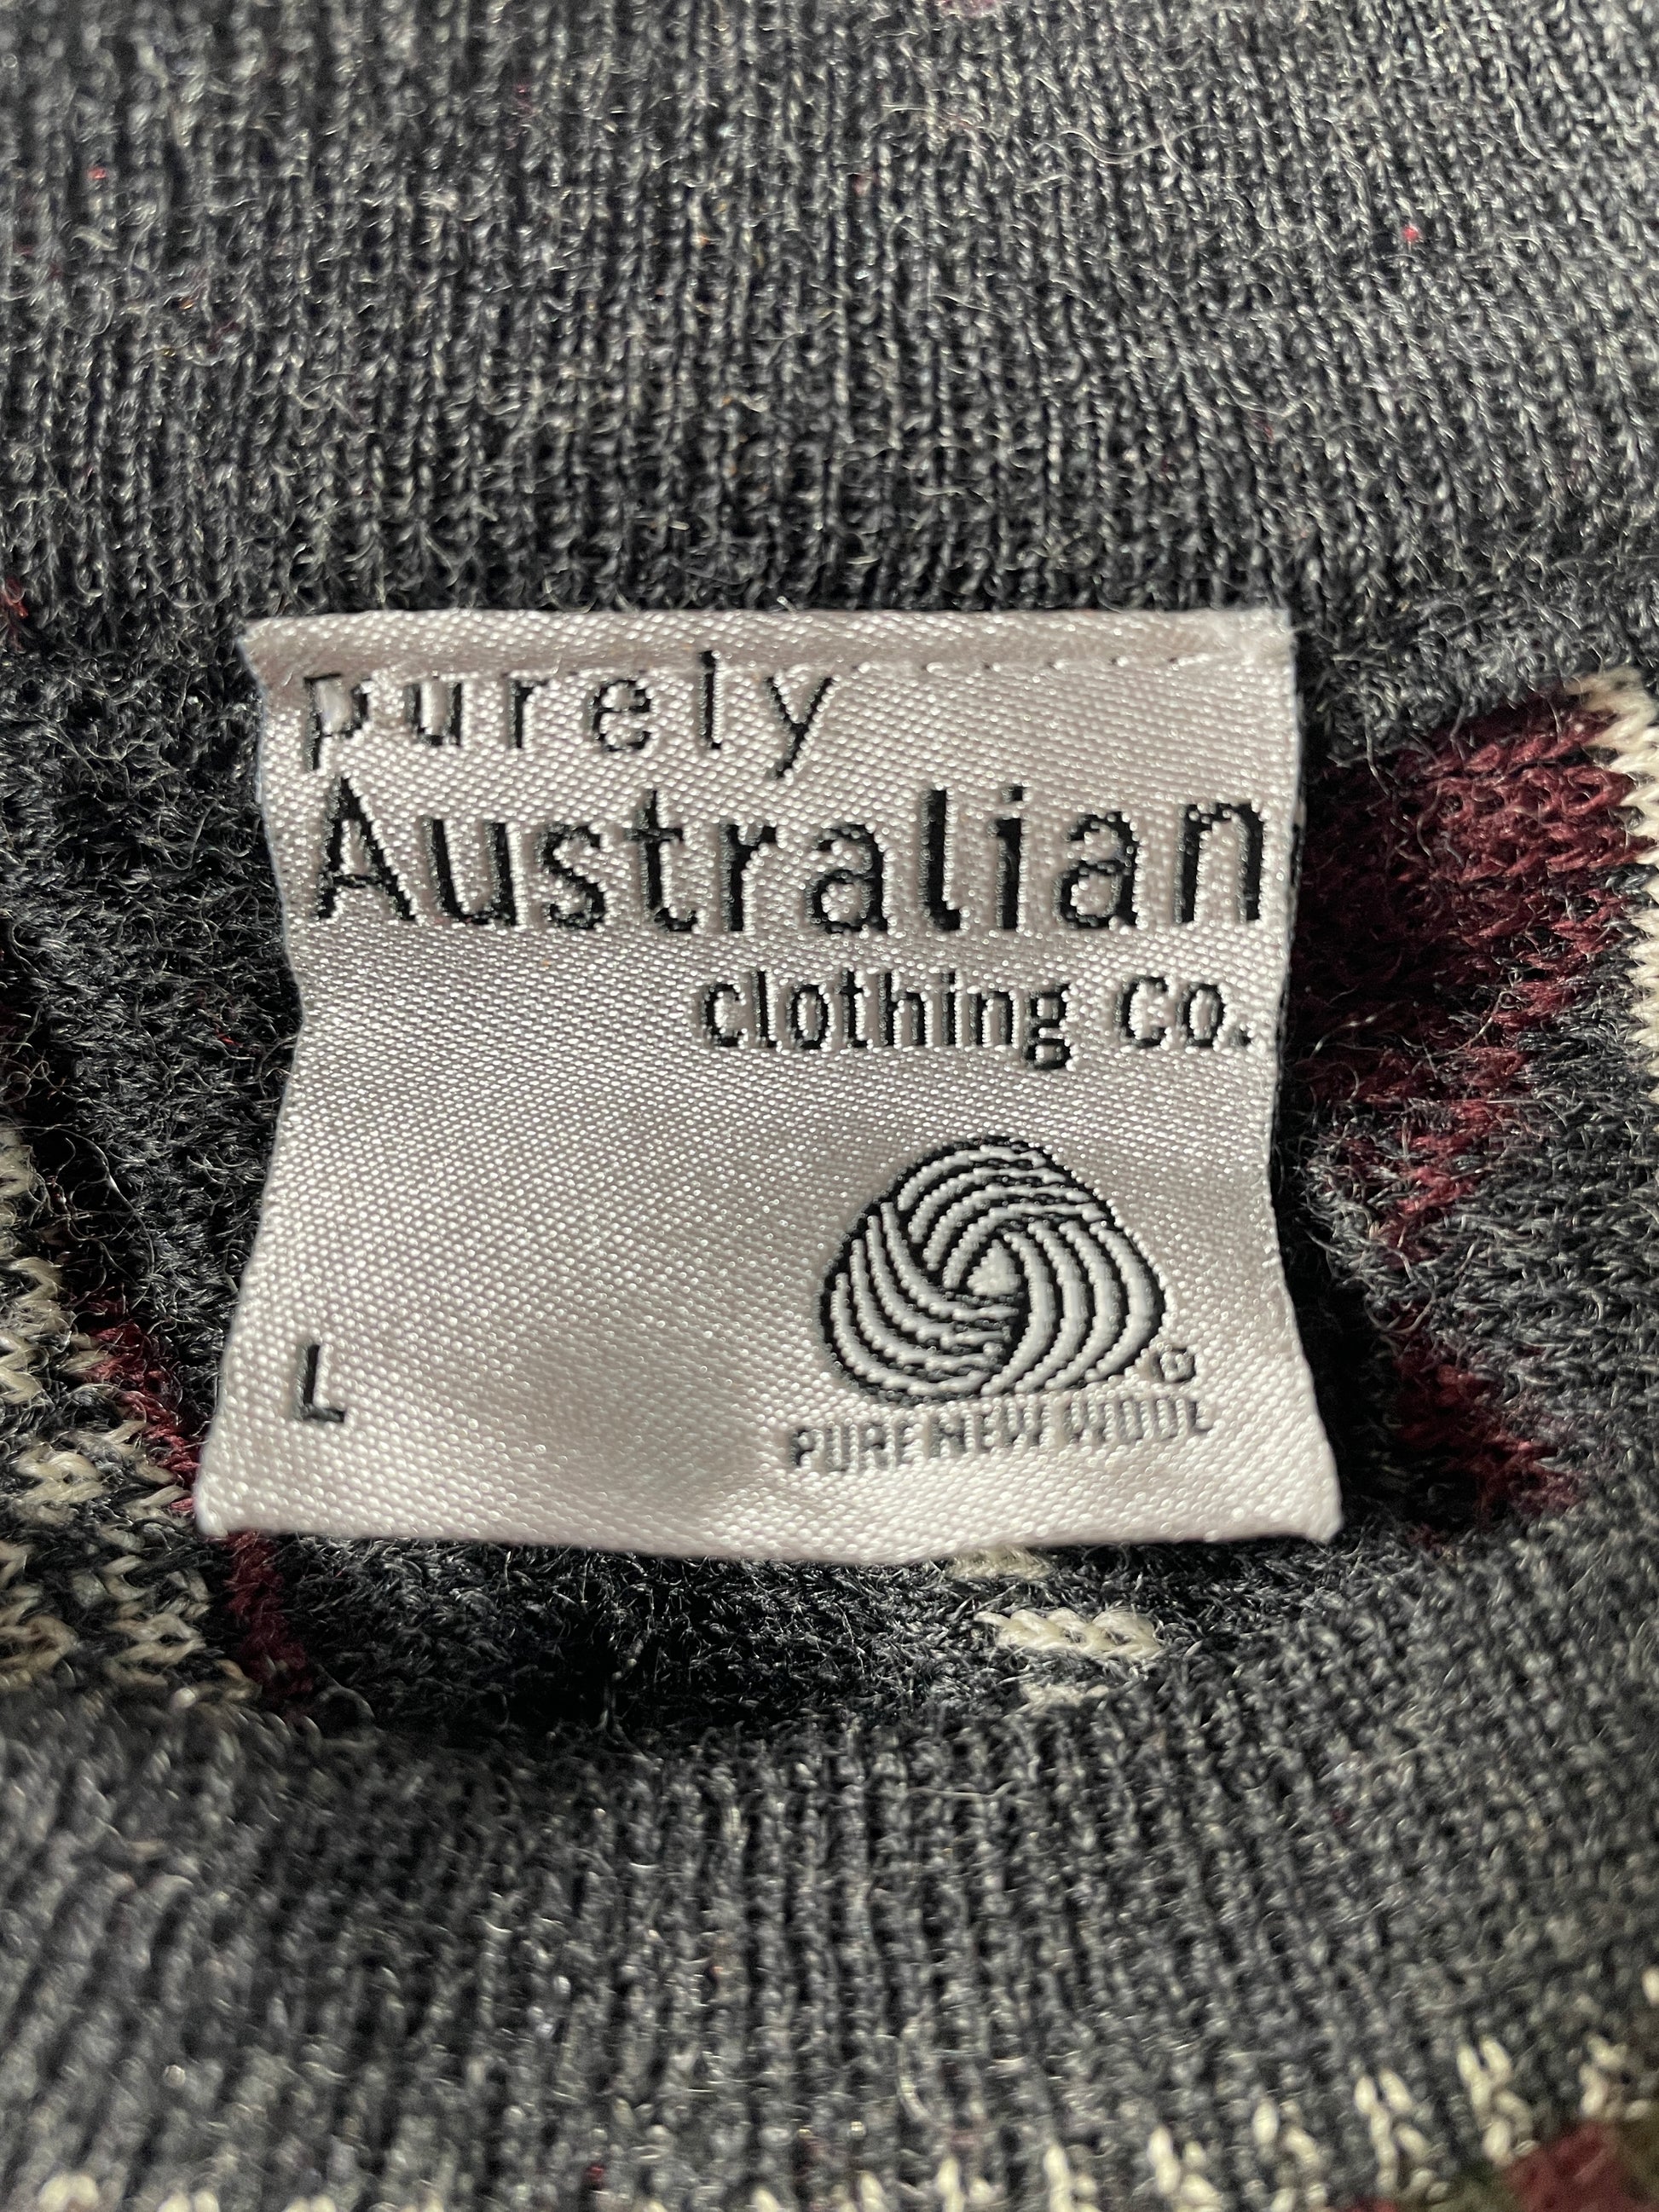 purely
Australian
clothing co.
®
L
PURE NEW WOOL